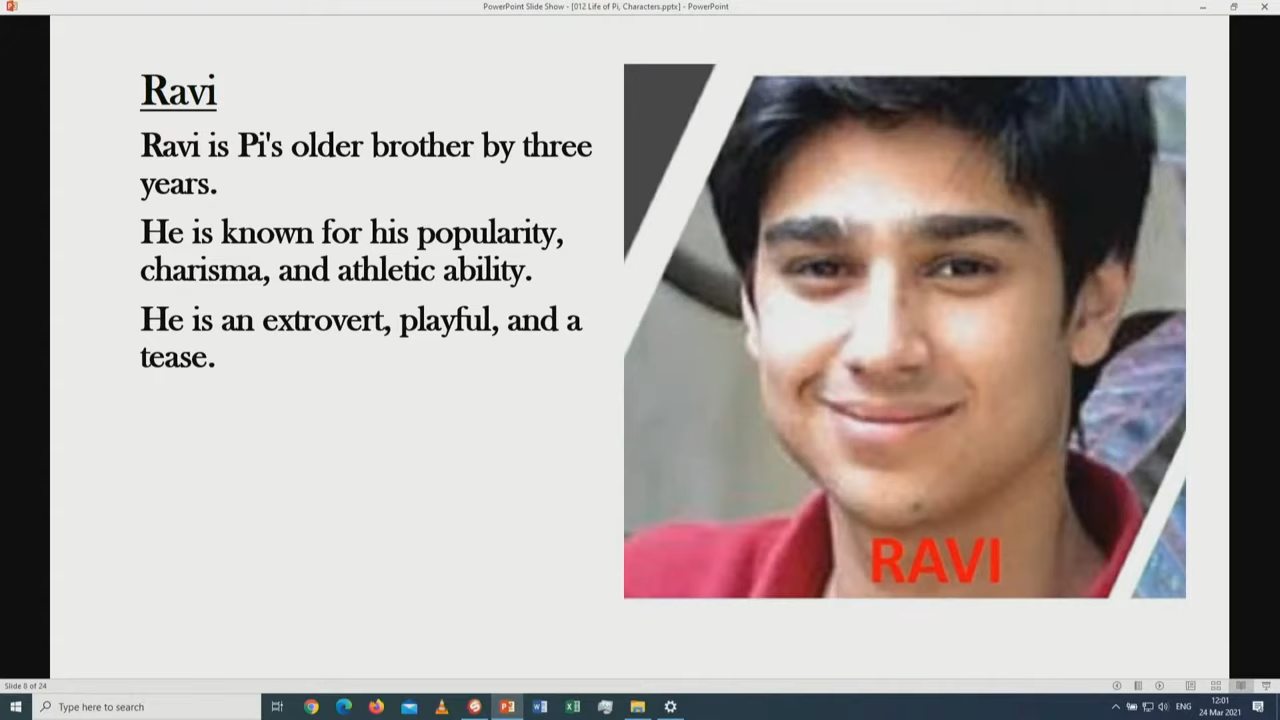 PowerPoint Slide Show - [012 Life of Pi, Characters.pptx] - PowerPoint
Ravi
Ravi is Pi's older brother by three
years.
He is known for his popularity,
charisma, and athletic ability.
He is an extrovert, playful, and a
tease.
RAVI
Slide 8 of 24
Type here to search
ENG
12:01
24 Mar 2021